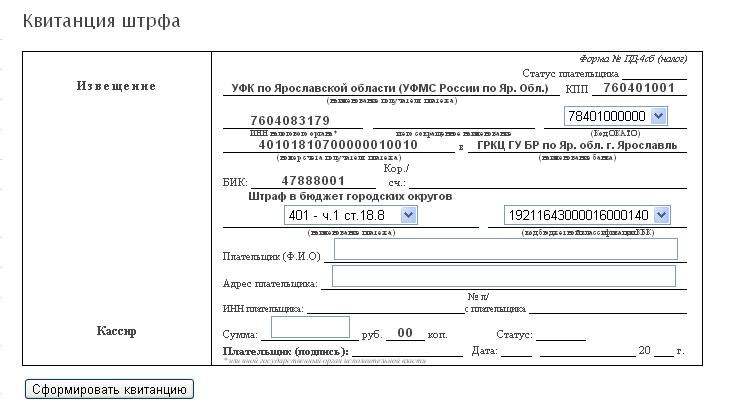 Квитанция штрфа
Форма № ПД-4сб (налог)
Извещение
Статус плательщика
УФК по Ярославской области (УФМС России по Яр. Обл.) КПП 760401001
(наименование получателя платежа)
7604083179 78401000000
ИНН налогового органа* и его сокращенное наименование (Код ОКАТО)
40101810700000010010 в ГРКЦ ГУ БР по Яр. обл. г. Ярославль
(номер счета получателя платежа) (наименование банка)
Кор./
БИК: 47888001 сч.:
Штраф в бюджет городских округов
401 - ч.1 ст.18.8 19211643000016000140
(наименование платежа) (код бюджетной классификации КБК)
Плательщик (Ф.И.О)
Адрес плательщика:
№ л/
ИНН плательщика: с плательщика
Кассир
Сумма: руб. 00 коп. Статус:
Плательщик (подпись): Дата: 20 г.
* или иной государственный орган исполнительной власти
Сформировать квитанцию